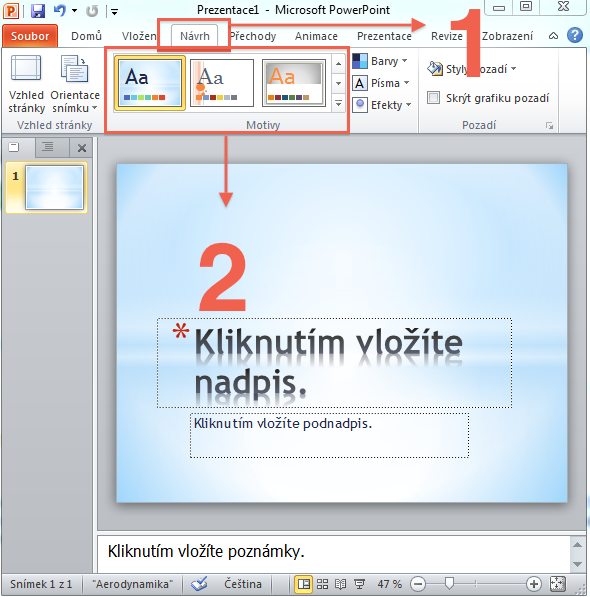 Prezentace1 - Microsoft PowerPoint
Soubor Domů Vložen Návrh Přechody Animace Prezentace Revize Zobrazení
1
Vzhled stránky
Orientace snímku
Vzhled stránky
Aa Aa Aa
Motivy
Barvy
Písma
Efekty
Styly pozadí
Skrýt grafiku pozadí
Pozadí
1
2
* Kliknutím vložíte
nadpis.
Kliknutím vložíte podnadpis.
Kliknutím vložíte poznámky.
Snímek 1 z 1 "Aerodynamika" Čeština 47 %